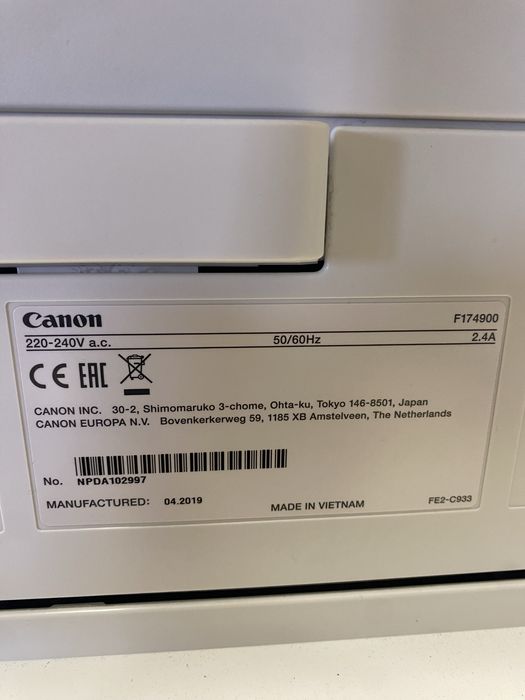 Canon F174900
220-240V a.c. 50/60Hz 2.4A
CE EAC
CANON INC. 30-2, Shimomaruko 3-chome, Ohta-ku, Tokyo 146-8501, Japan
CANON EUROPA N.V. Bovenkerkerweg 59, 1185 XB Amstelveen, The Netherlands
No. NPDA102997
MANUFACTURED: 04.2019 MADE IN VIETNAM FE2-C933